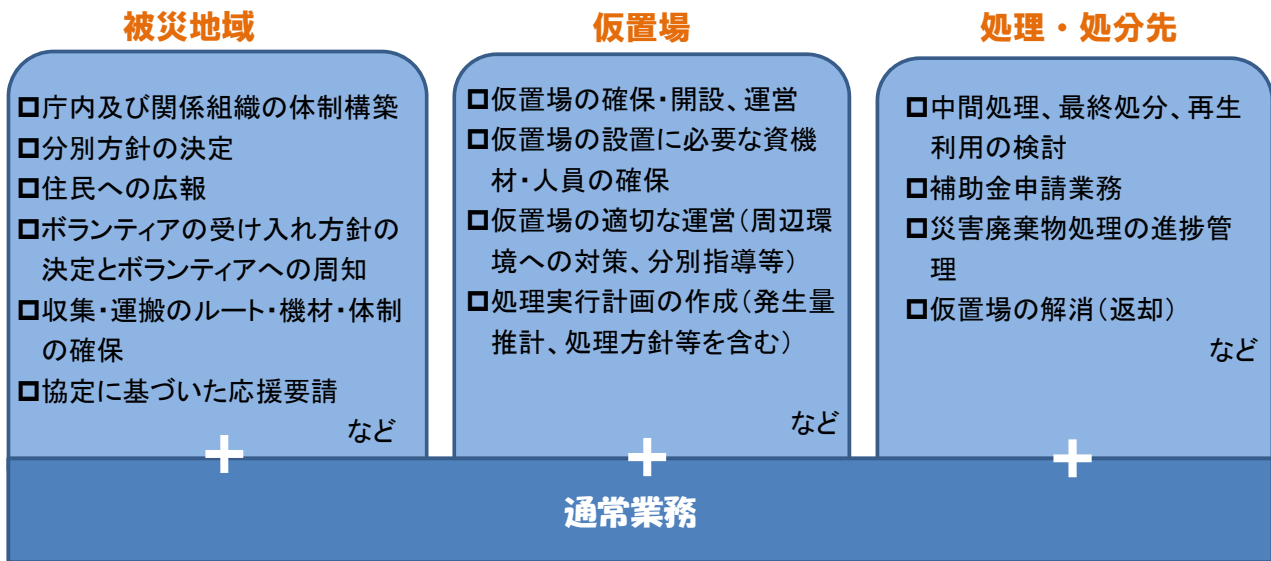 被災地域
□庁内及び関係組織の体制構築
□分別方針の決定
□住民への広報
□ボランティアの受け入れ方針の
決定とボランティアへの周知
□収集・運搬のルート・機材・体制
の確保
□協定に基づいた応援要請
など
仮置場
□仮置場の確保・開設、運営
□仮置場の設置に必要な資機
材・人員の確保
□仮置場の適切な運営(周辺環
境への対策、分別指導等)
□処理実行計画の作成(発生量
推計、処理方針等を含む)
など
処理・処分先
□中間処理、最終処分、再生
利用の検討
□補助金申請業務
□災害廃棄物処理の進捗管
理
□仮置場の解消(返却)
など
+
+
+
通常業務